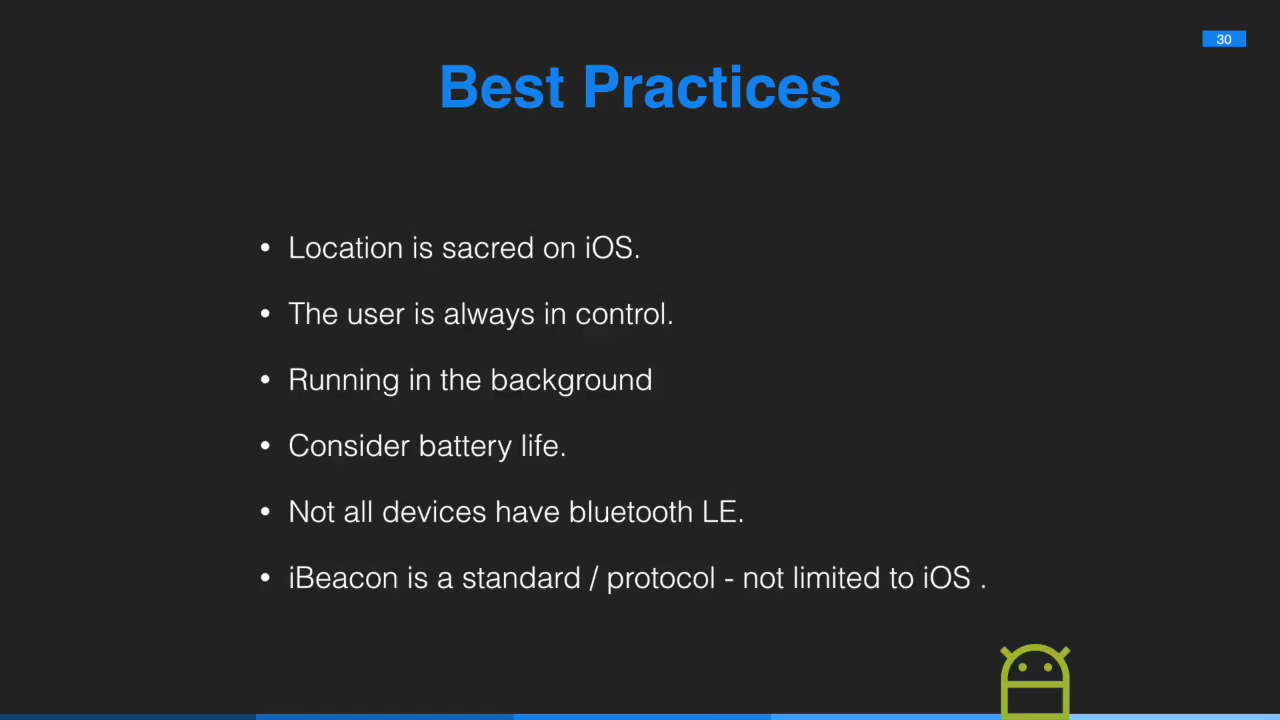 30
Best Practices
• Location is sacred on iOS.
• The user is always in control.
• Running in the background
• Consider battery life.
• Not all devices have bluetooth LE.
• iBeacon is a standard / protocol - not limited to iOS .